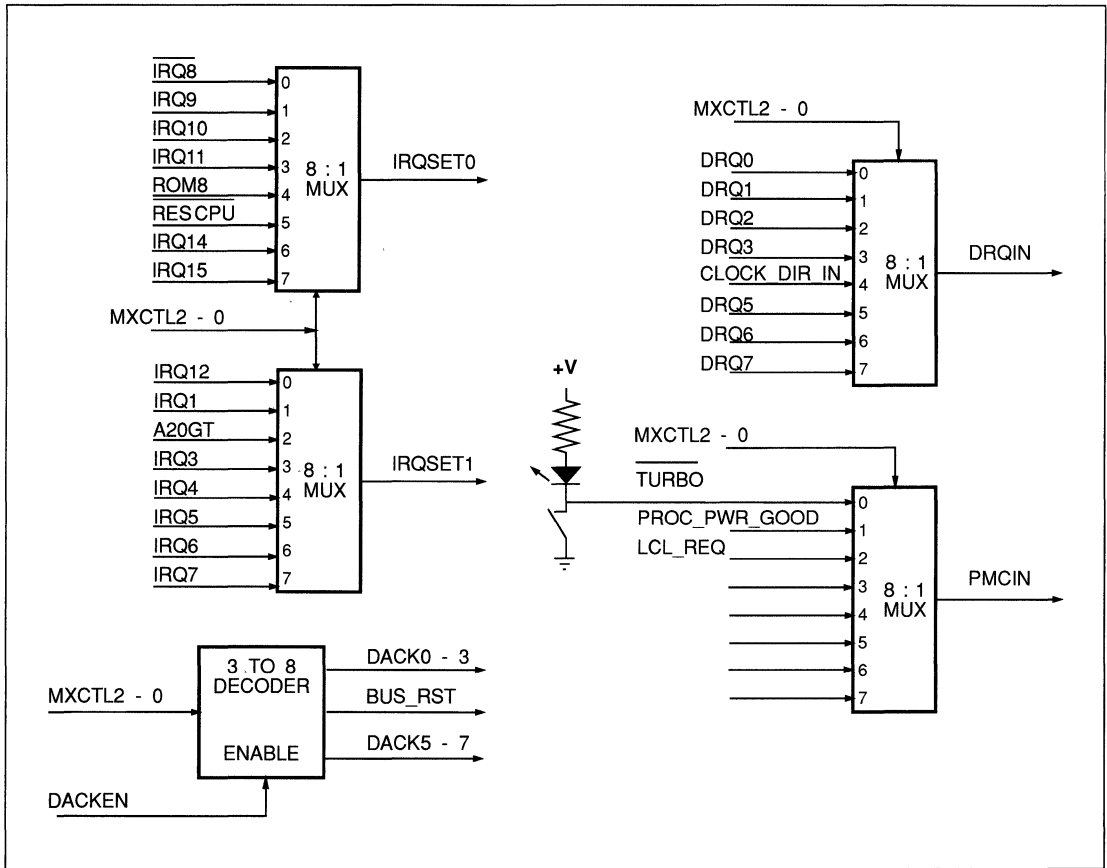 IRQ8
IRQ9
IRQ10
IRQ11
ROM8
RESCPU
IRQ14
IRQ15
0
1
2
3
4
5
6
7
8 : 1
MUX
IRQSET0
MXCTL2 - 0
IRQ12
IRQ1
A20GT
IRQ3
IRQ4
IRQ5
IRQ6
IRQ7
0
1
2
3
4
5
6
7
8 : 1
MUX
IRQSET1
MXCTL2 - 0
3 TO 8
DECODER
ENABLE
DACKEN
DACK0 - 3
BUS_RST
DACK5 - 7
MXCTL2 - 0
DRQ0
DRQ1
DRQ2
DRQ3
CLOCK_DIR_IN
DRQ5
DRQ6
DRQ7
0
1
2
3
4
5
6
7
8 : 1
MUX
DRQIN
+V
MXCTL2 - 0
TURBO
PROC_PWR_GOOD
LCL_REQ
0
1
2
3
4
5
6
7
8 : 1
MUX
PMCIN